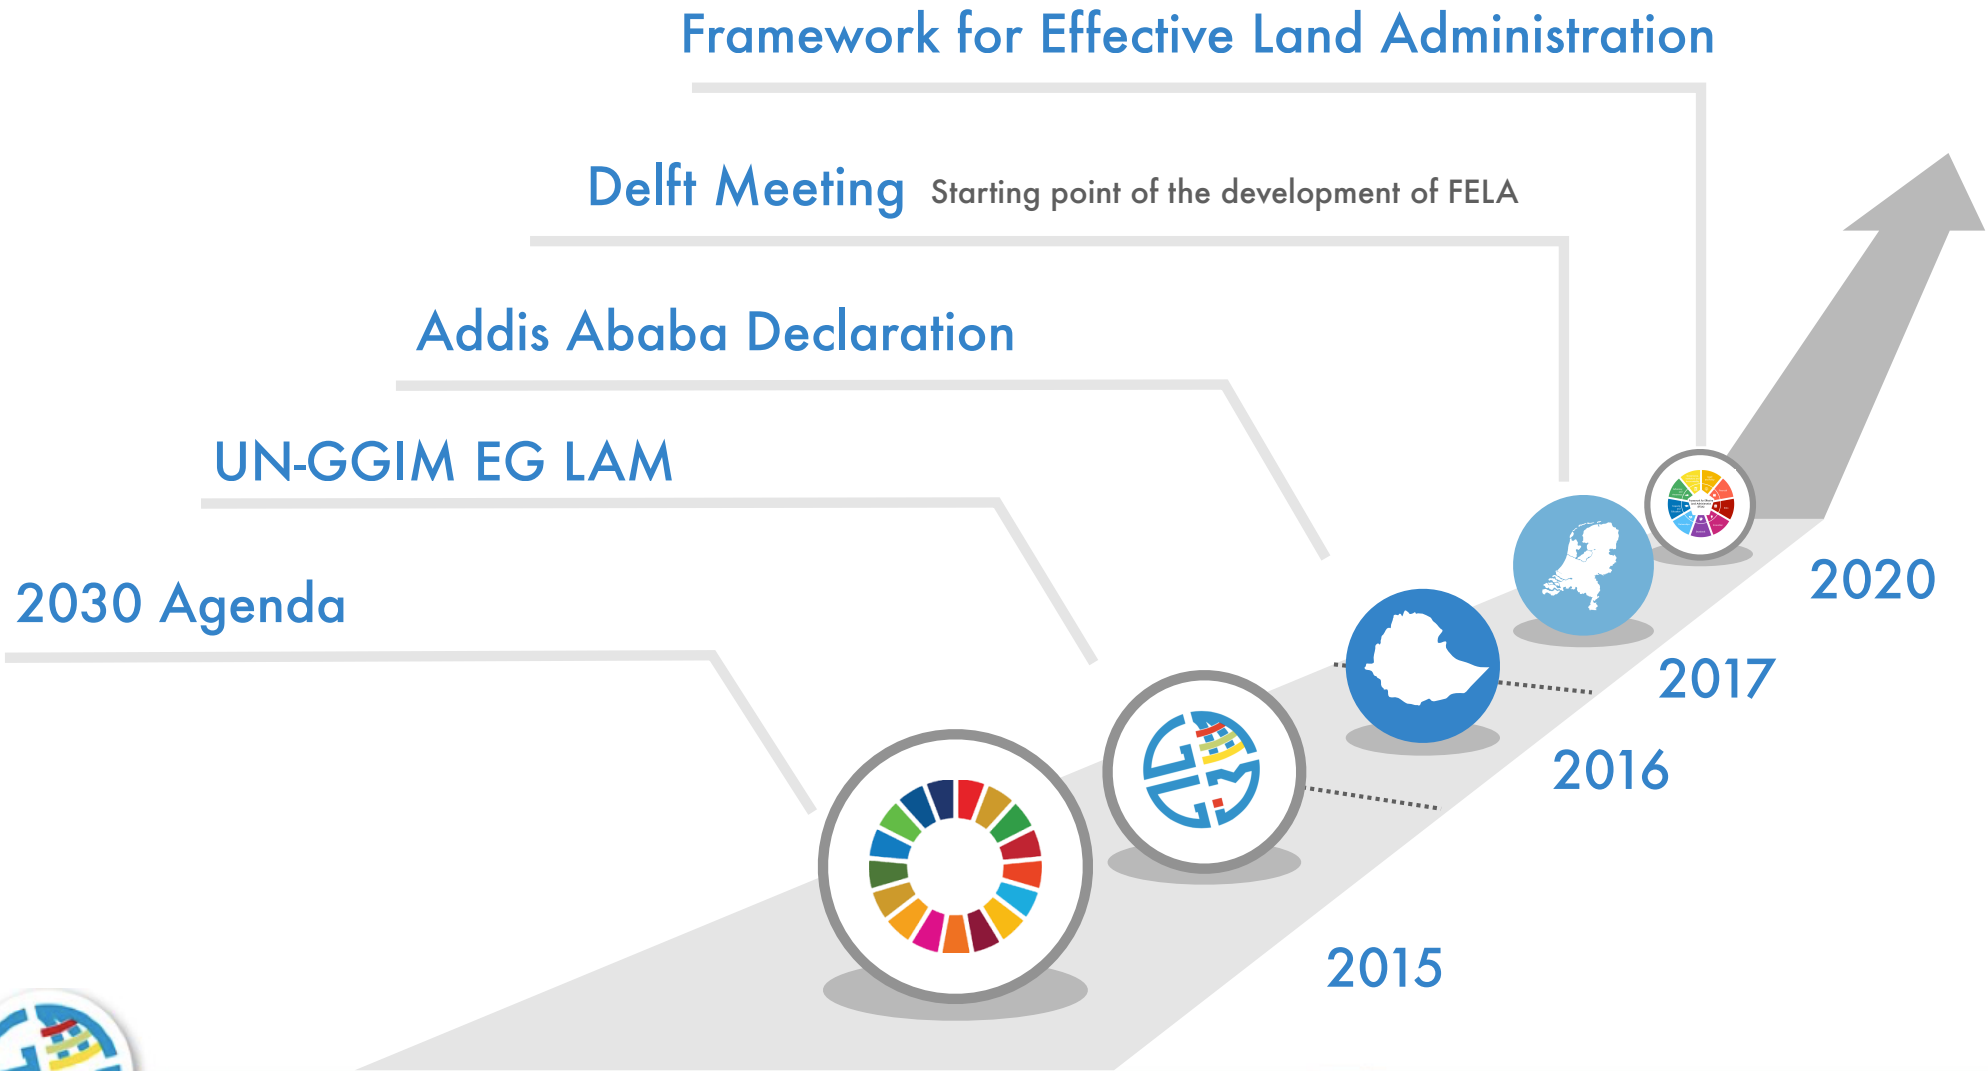 Framework for Effective Land Administration
Delft Meeting Starting point of the development of FELA
Addis Ababa Declaration
UN-GGIM EG LAM
2030 Agenda
2020
2017
2016
2015